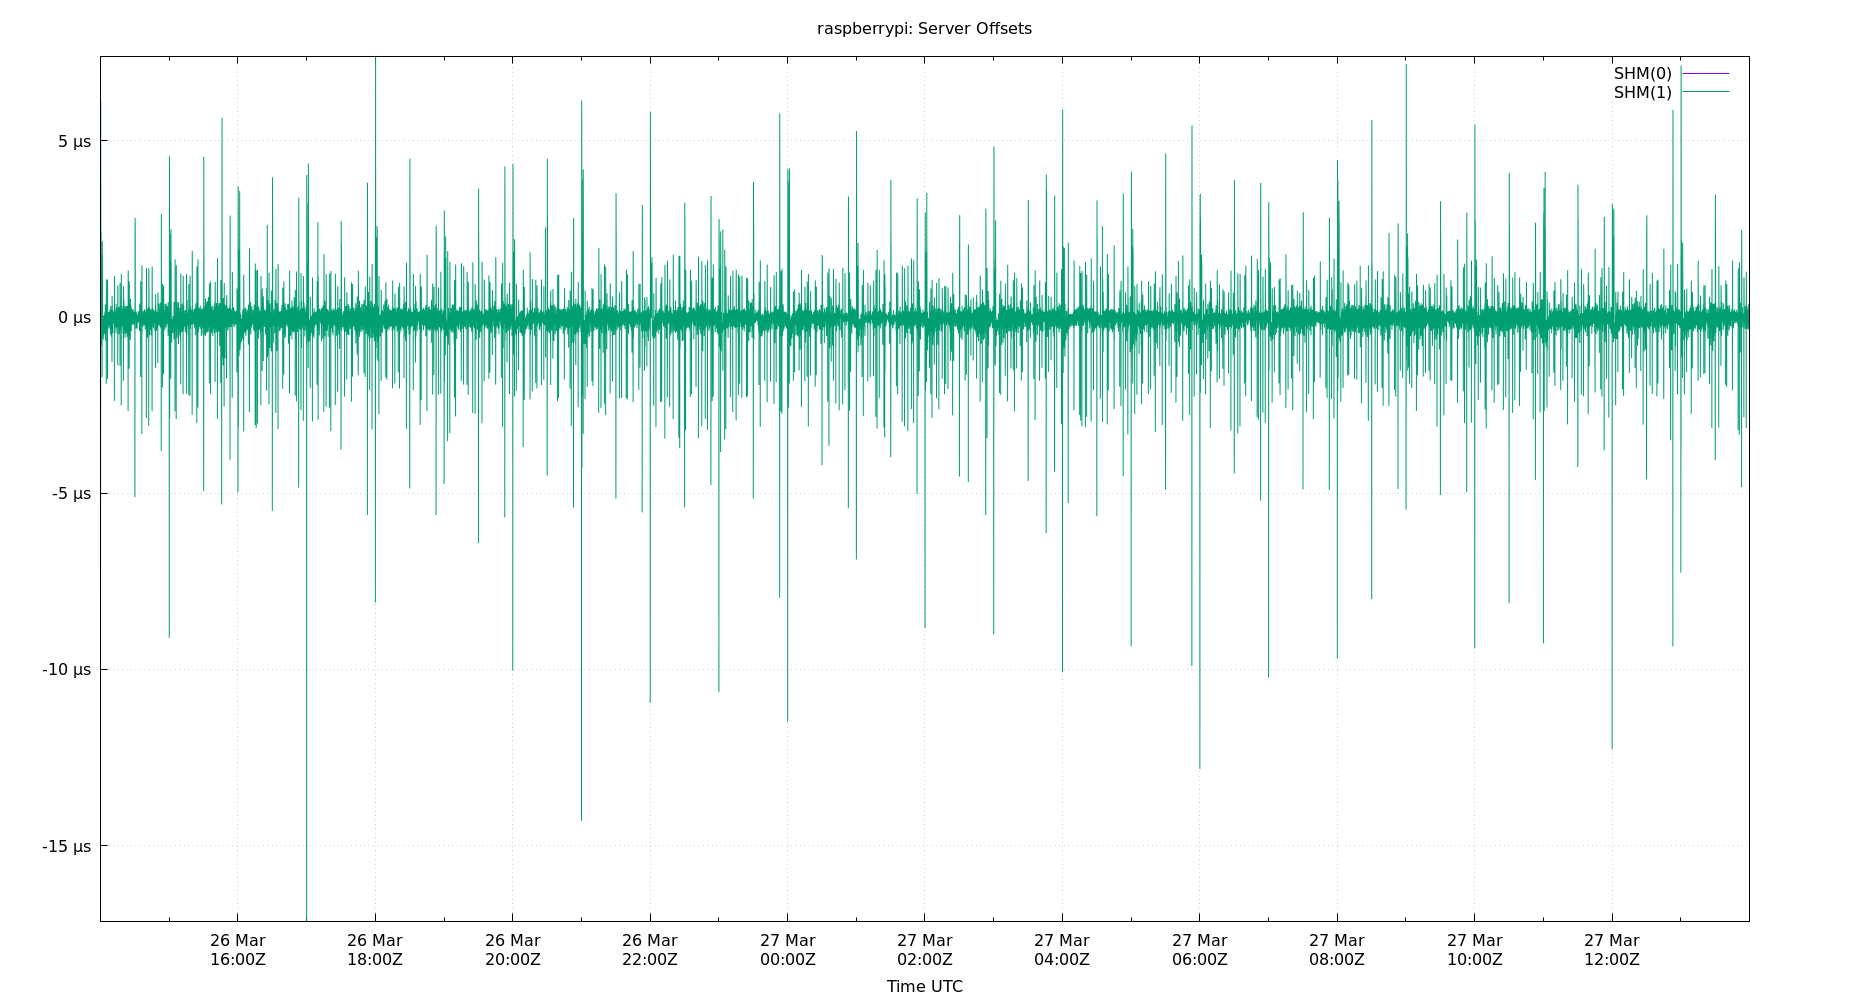 raspberrypi: Server Offsets
SHM(0)
SHM(1)
5 µs
0 µs
-5 µs
-10 µs
-15 µs
26 Mar 26 Mar 26 Mar 26 Mar 27 Mar 27 Mar 27 Mar 27 Mar 27 Mar 27 Mar 27 Mar
16:00Z 18:00Z 20:00Z 22:00Z 00:00Z 02:00Z 04:00Z 06:00Z 08:00Z 10:00Z 12:00Z
Time UTC